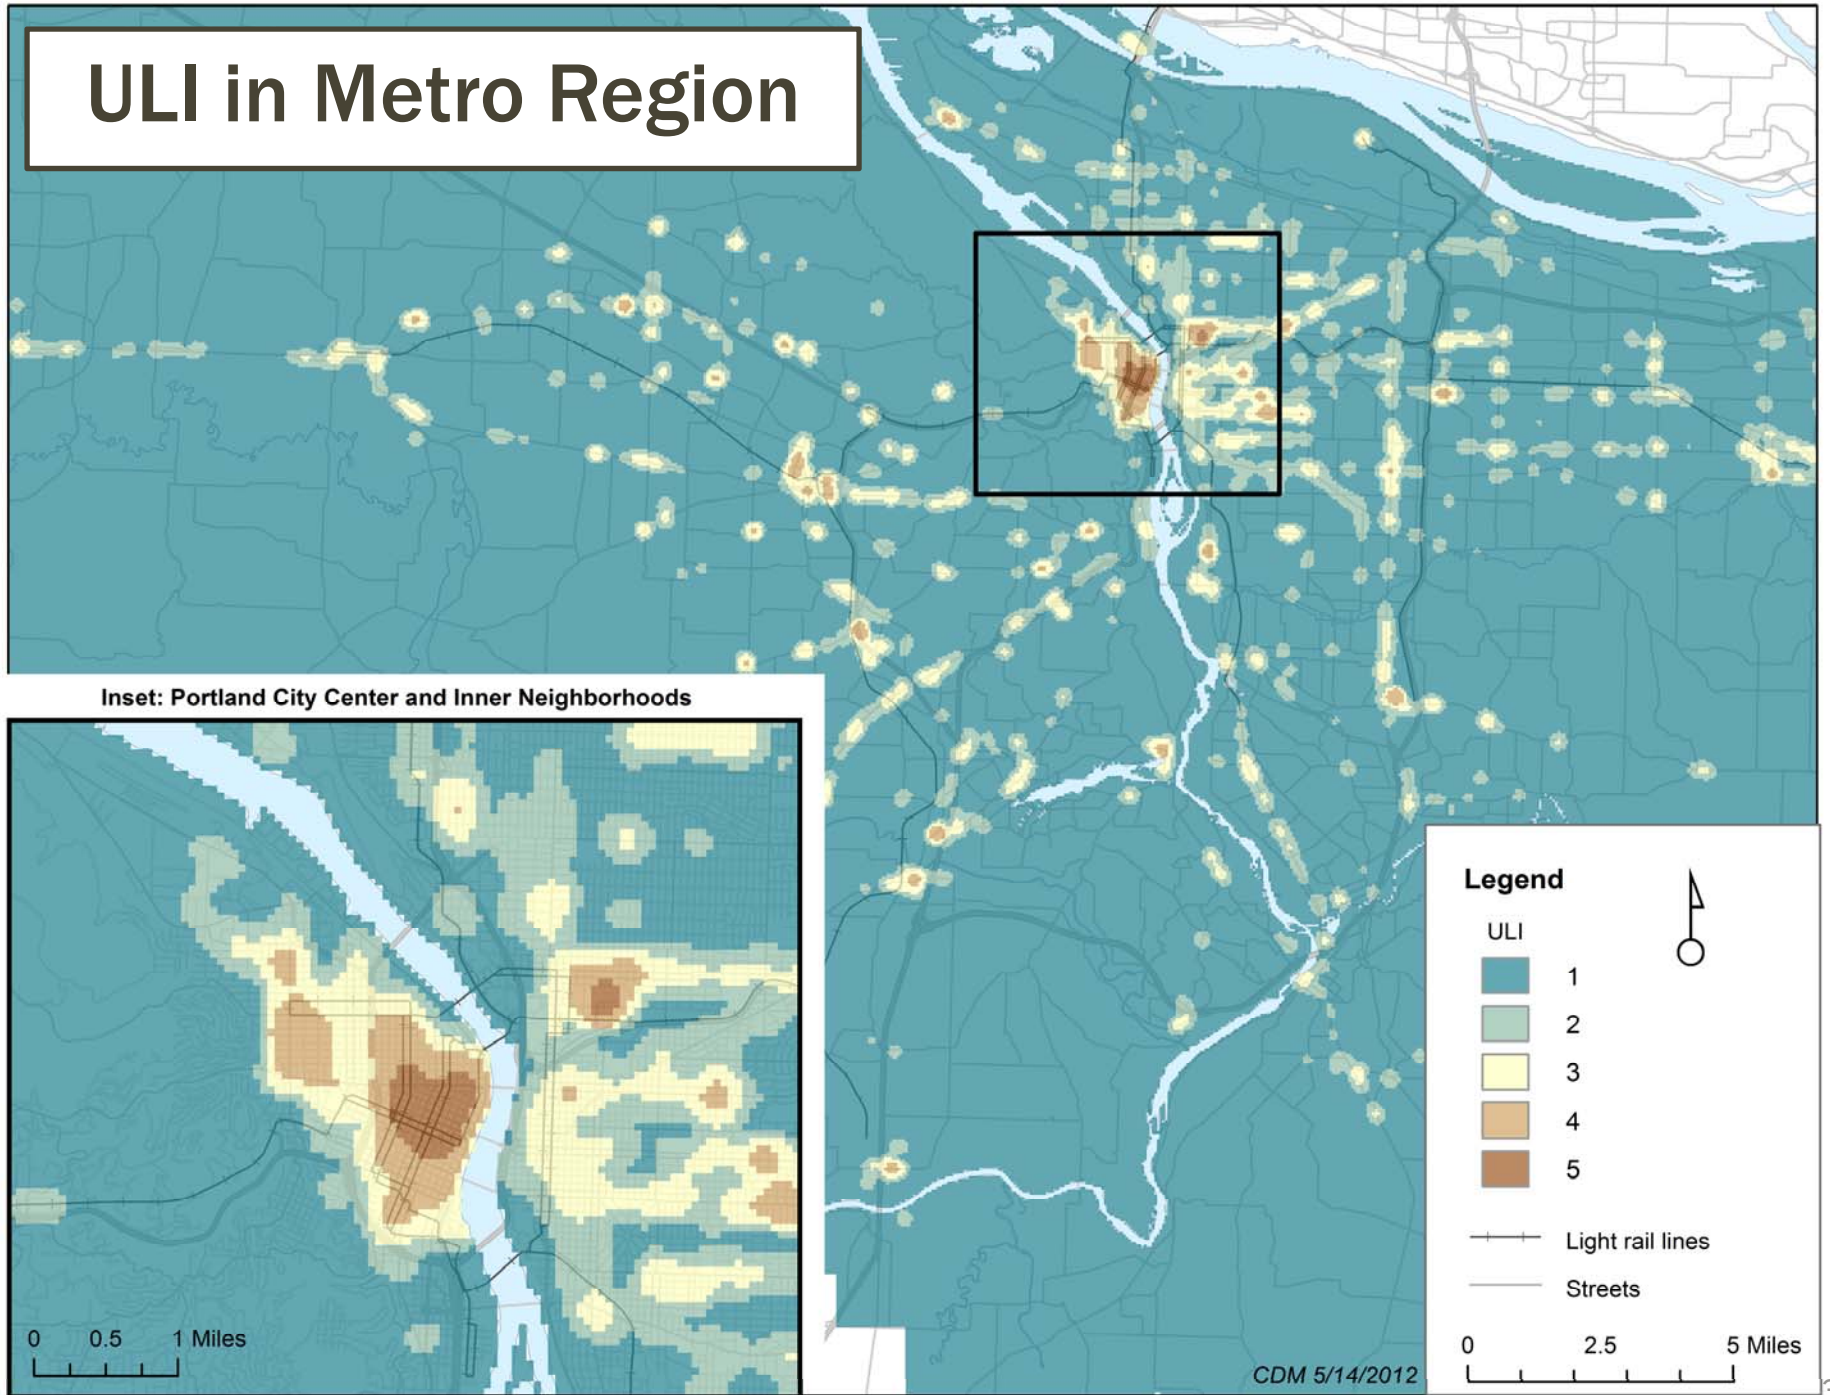 ULI in Metro Region
Inset: Portland City Center and Inner Neighborhoods
0 0.5 1 Miles
Legend
ULI
1
2
3
4
5
Light rail lines
Streets
0 2.5 5 Miles
CDM 5/14/2012